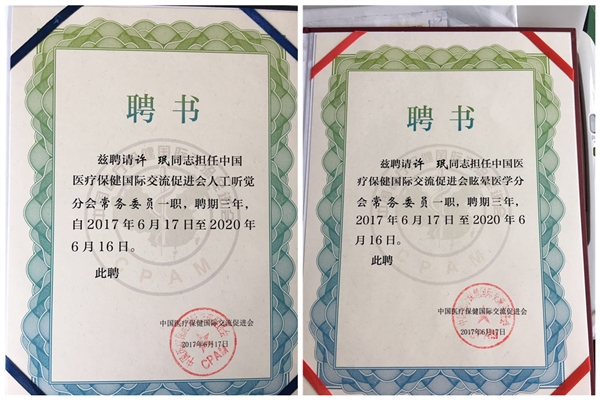 聘书
兹聘请许 珉同志担任中国
医疗保健国际交流促进会人工听觉
分会常务委员一职，聘期三年，
自2017年6月17日至2020年
6月16日。
此聘
中国医疗保健国际交流促进会
2017年6月17日
CPAM
聘书
兹聘请许 珉同志担任中国医
疗保健国际交流促进会眩晕医学分
会常务委员一职，聘期三年，
2017年6月17日至2020年
6月16日。
此聘
中国医疗保健国际交流促进会
2017年6月17日
CPAM